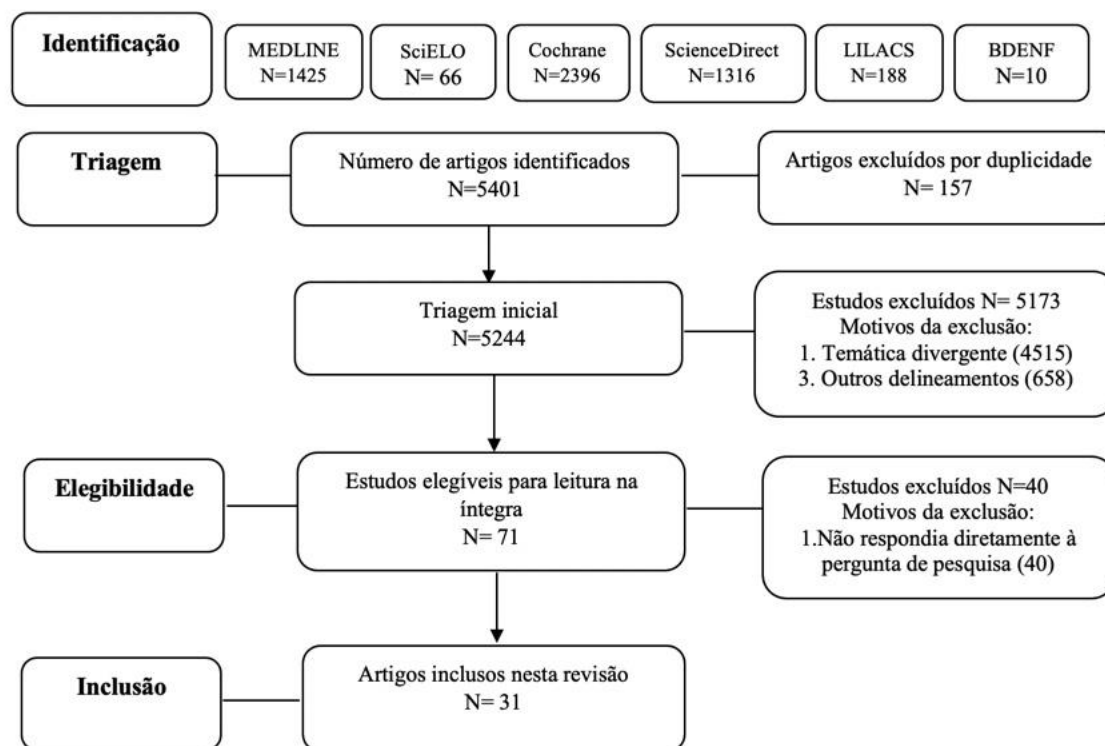 Identificação
MEDLINE
N=1425
SciELO
N= 66
Cochrane
N=2396
ScienceDirect
N=1316
LILACS
N=188
BDENF
N=10
Triagem
Número de artigos identificados
N=5401
Artigos excluídos por duplicidade
N= 157
Triagem inicial
N=5244
Estudos excluídos N= 5173
Motivos da exclusão:
1. Temática divergente (4515)
3. Outros delineamentos (658)
Elegibilidade
Estudos elegíveis para leitura na
íntegra
N= 71
Estudos excluídos N=40
Motivos da exclusão:
1.Não respondia diretamente à
pergunta de pesquisa (40)
Inclusão
Artigos inclusos nesta revisão
N= 31